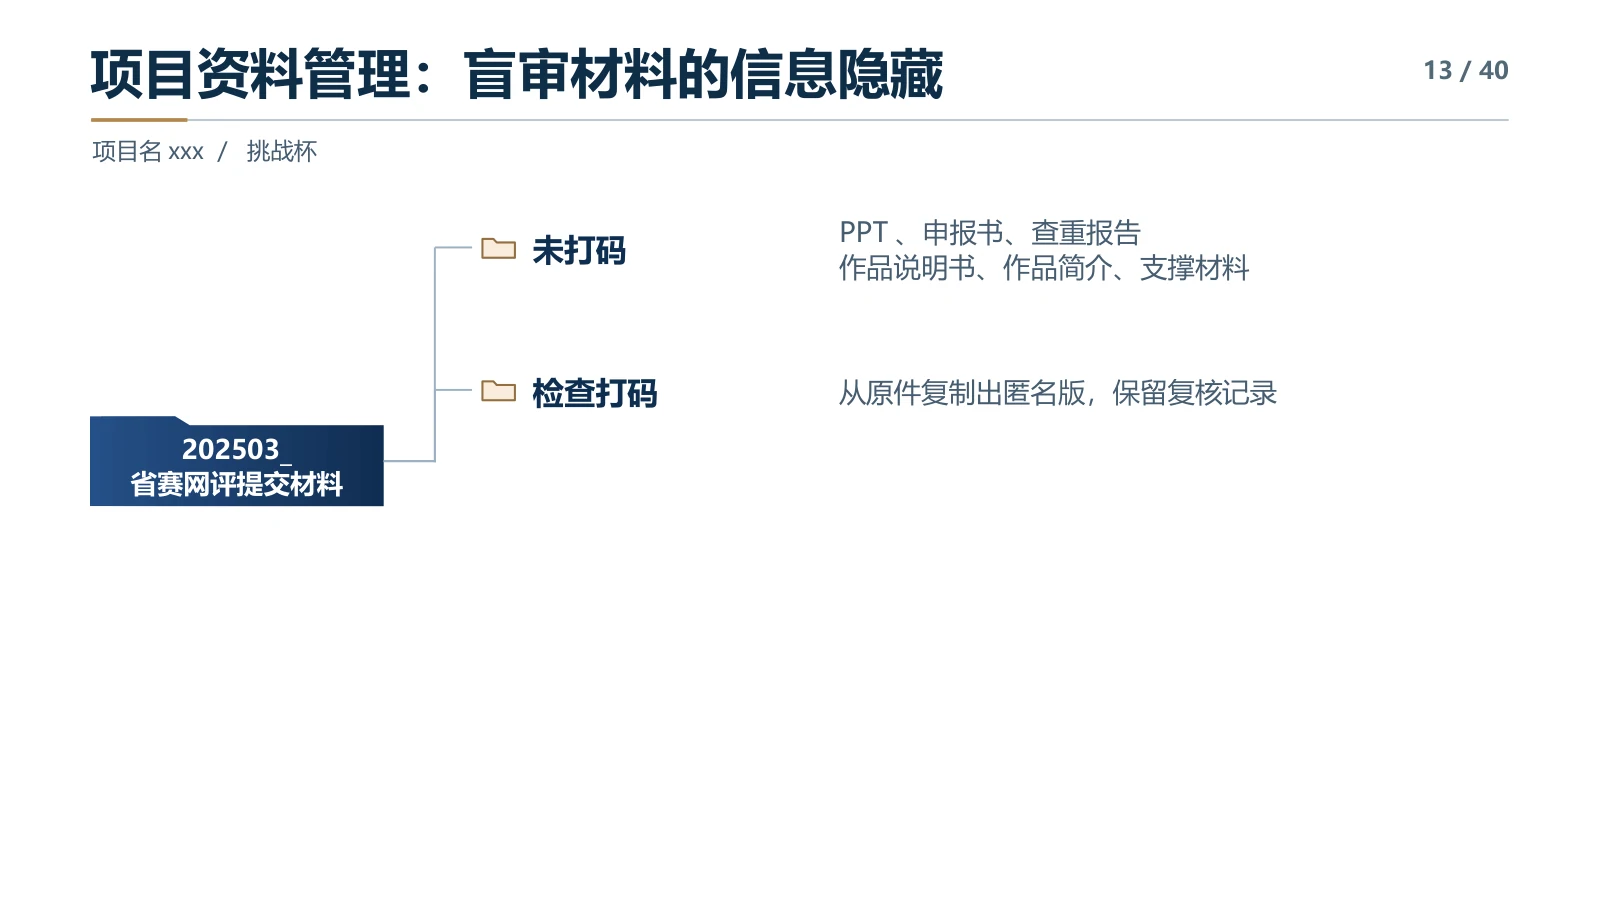 项目资料管理：盲审材料的信息隐藏
13 / 40
项目名 xxx / 挑战杯
未打码
PPT 、申报书、查重报告
作品说明书、作品简介、支撑材料
检查打码
从原件复制出匿名版，保留复核记录
202503_
省赛网评提交材料